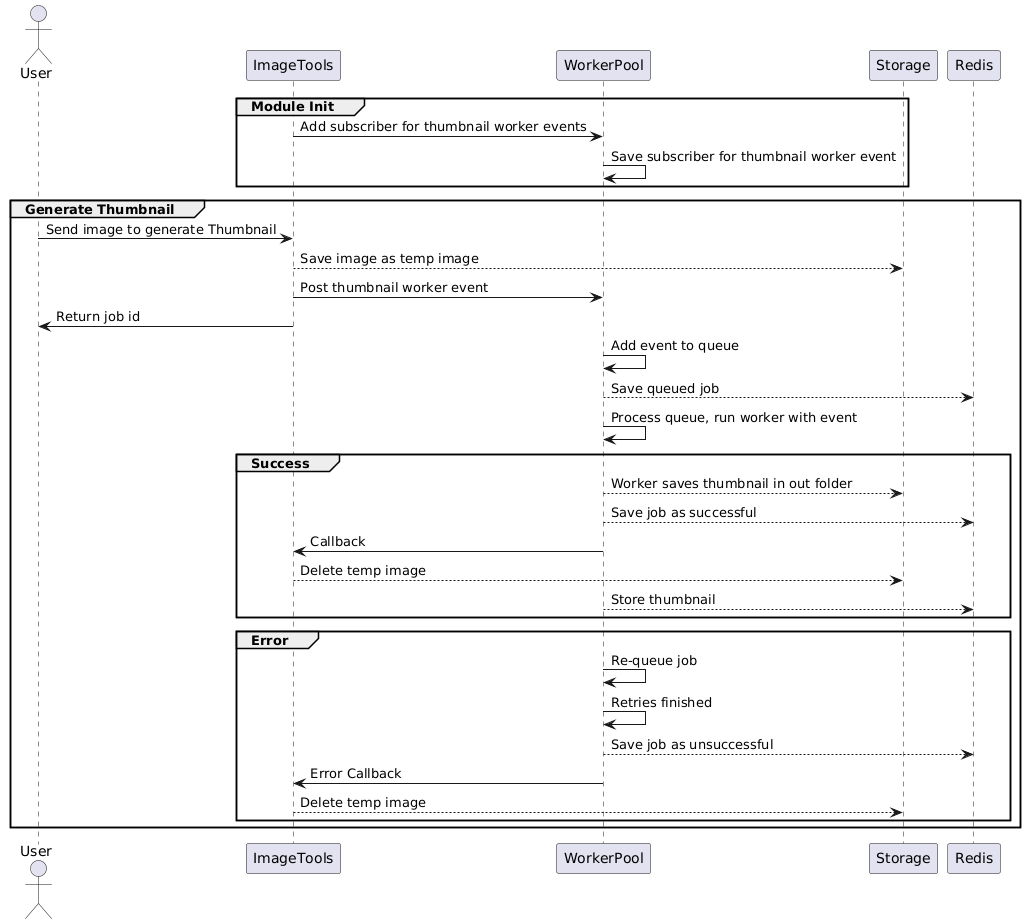 User
ImageTools
WorkerPool
Storage
Redis
Module Init
Add subscriber for thumbnail worker events
Save subscriber for thumbnail worker event
Generate Thumbnail
Send image to generate Thumbnail
Save image as temp image
Post thumbnail worker event
Return job id
Add event to queue
Save queued job
Process queue, run worker with event
Success
Worker saves thumbnail in out folder
Save job as successful
Callback
Delete temp image
Store thumbnail
Error
Re-queue job
Retries finished
Save job as unsuccessful
Error Callback
Delete temp image
User
ImageTools
WorkerPool
Storage
Redis